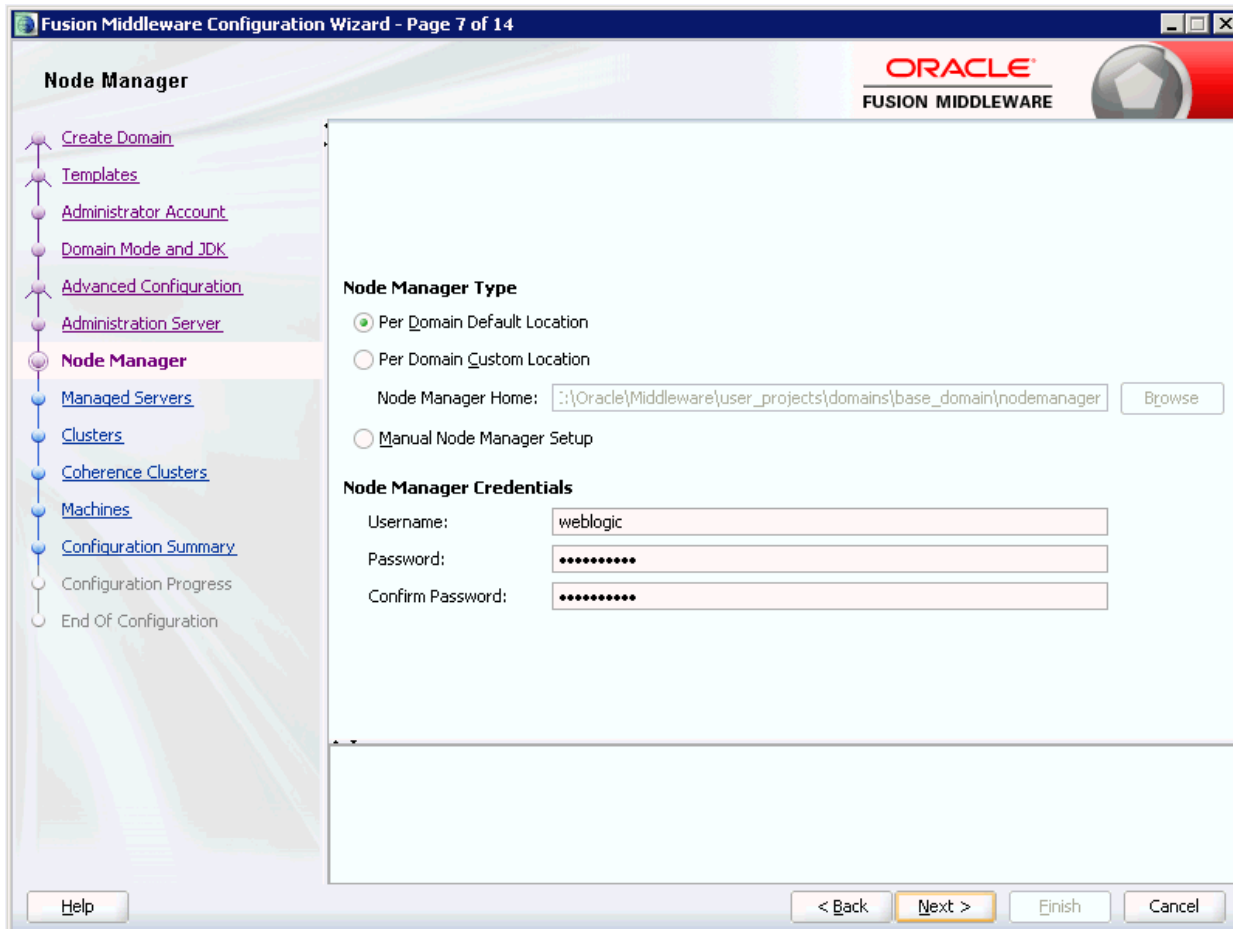 Fusion Middleware Configuration Wizard - Page 7 of 14
Node Manager
ORACLE
FUSION MIDDLEWARE
Create Domain
Templates
Administrator Account
Domain Mode and JDK
Advanced Configuration
Administration Server
Node Manager
Managed Servers
Clusters
Coherence Clusters
Machines
Configuration Summary
Configuration Progress
End Of Configuration
Node Manager Type
Per Domain Default Location
Per Domain Custom Location
Node Manager Home: :\Oracle\Middleware\user_projects\domains\base_domain\nodemanager Browse
Manual Node Manager Setup
Node Manager Credentials
Username: weblogic
Password: ••••••••••
Confirm Password: ••••••••••
Help < Back Next > Finish Cancel